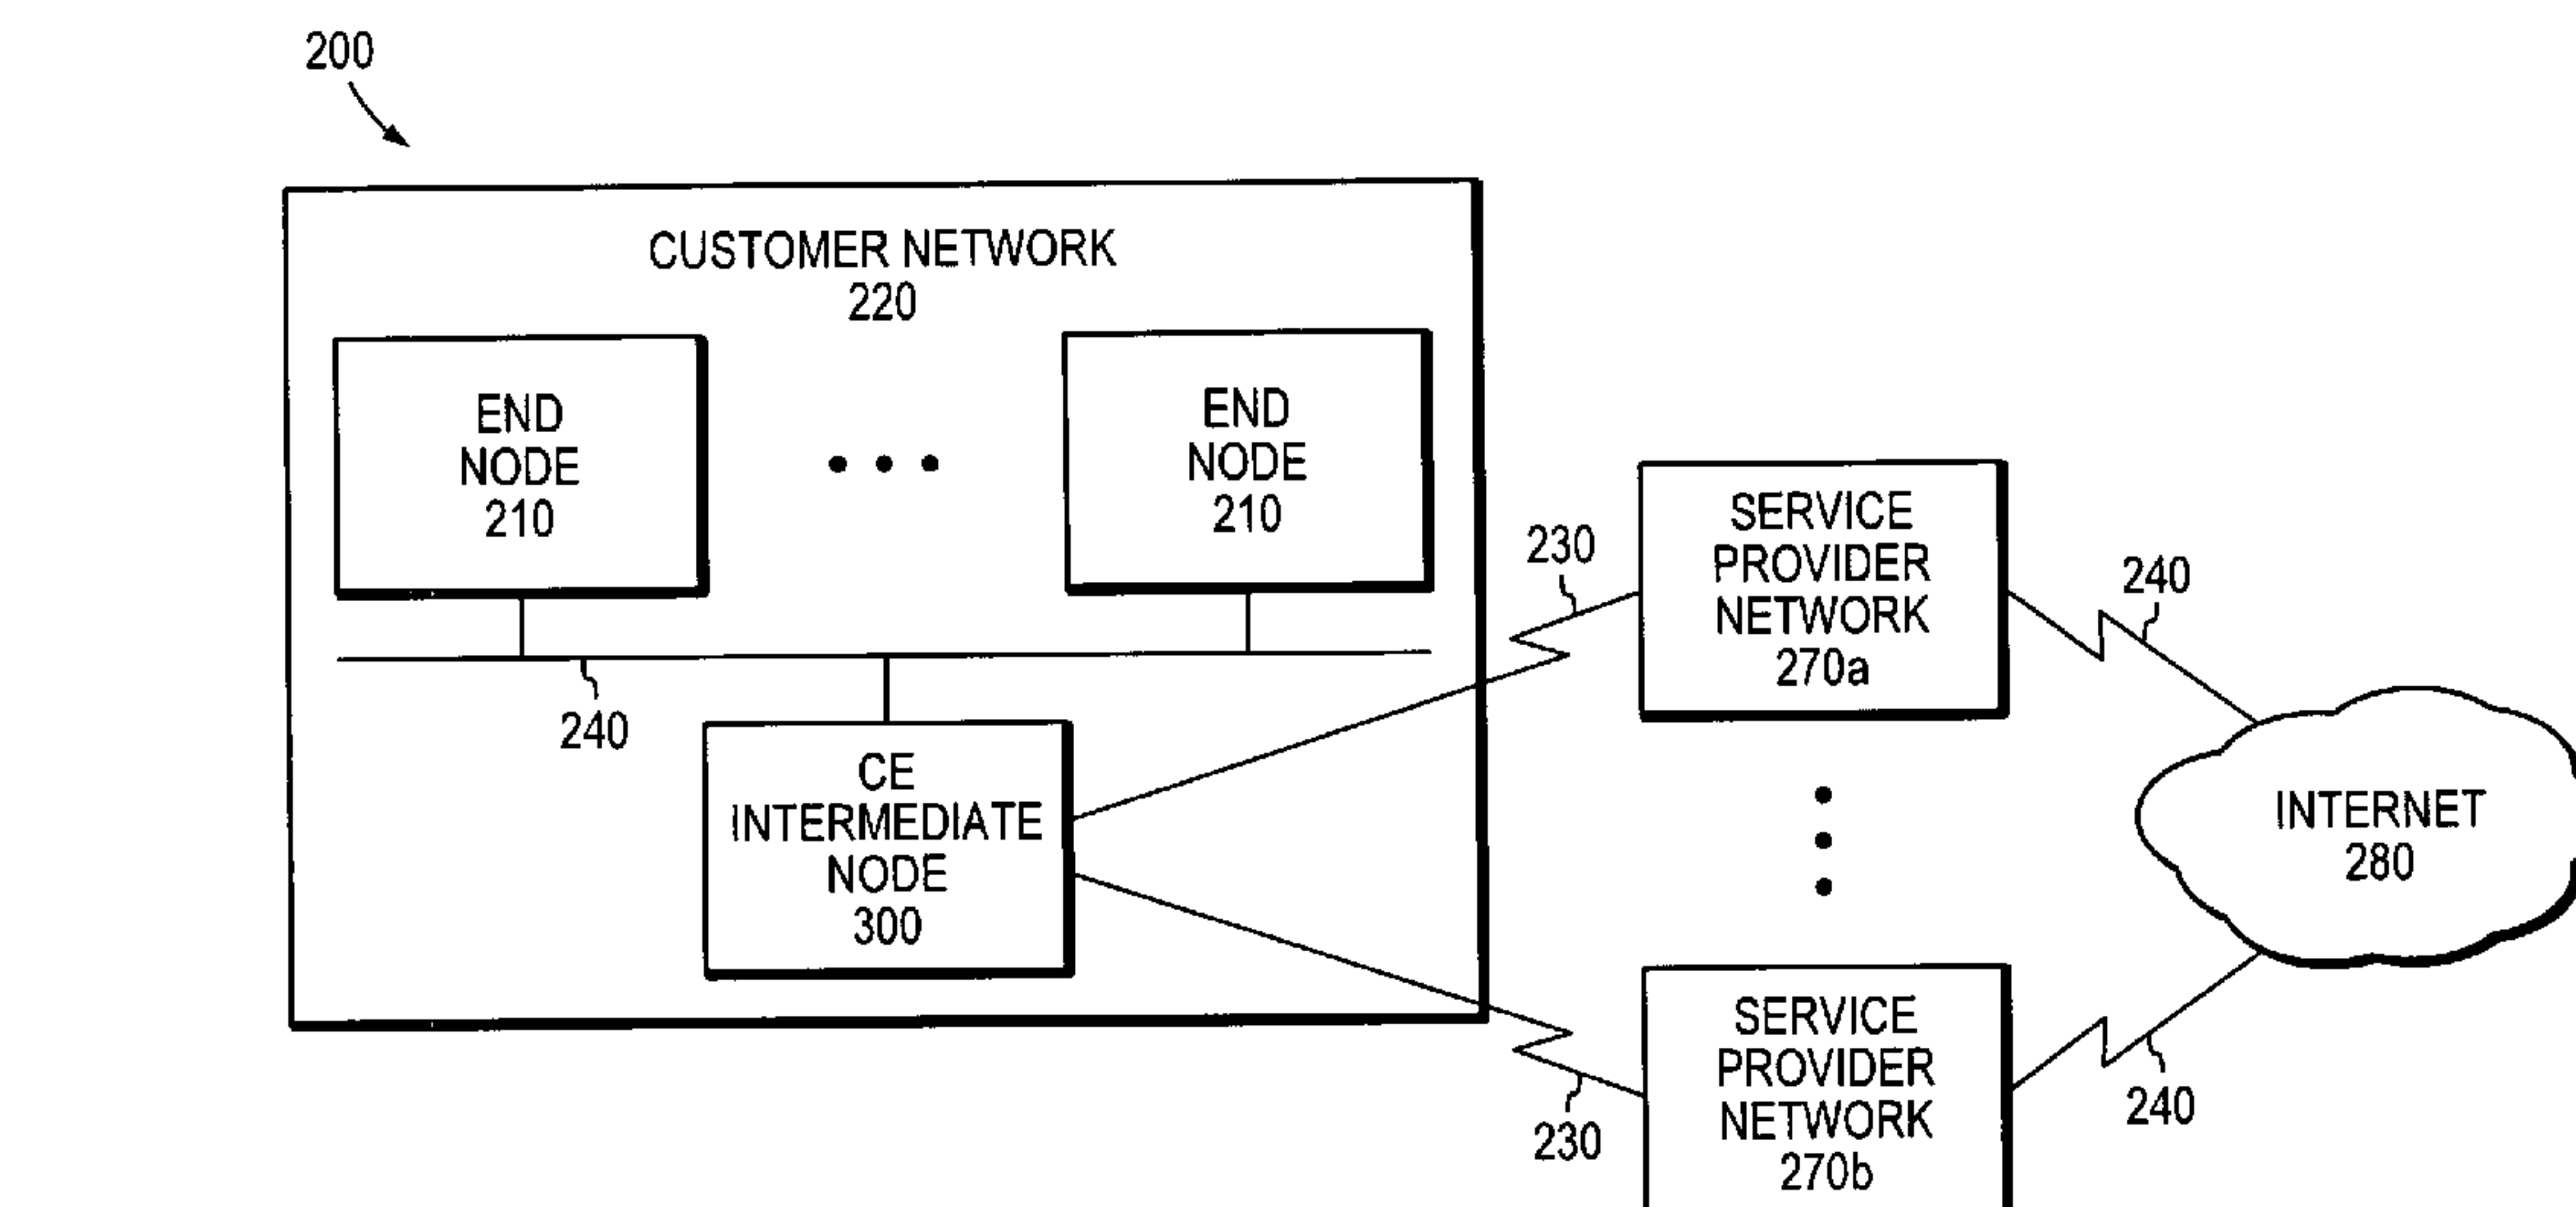 200
CUSTOMER NETWORK
220
END
NODE
210
END
NODE
210
240
CE
INTERMEDIATE
NODE
300
230
SERVICE
PROVIDER
NETWORK
270a
240
INTERNET
280
230
SERVICE
PROVIDER
NETWORK
270b
240